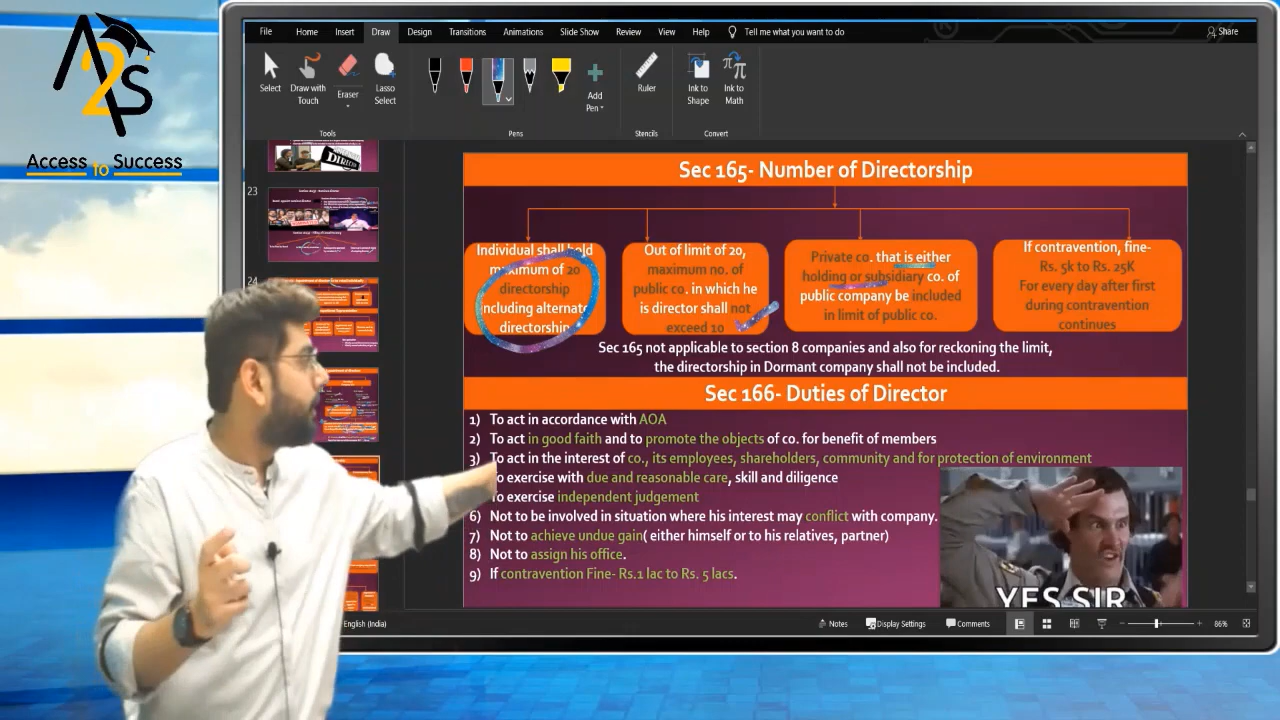 A2S
Access to Success
File Home Insert Draw Design Transitions Animations Slide Show Review View Help Tell me what you want to do Share
Select Draw with Touch Eraser Lasso Select Add Pen Ruler Ink to Shape Ink to Math
Tools Pens Stencils Convert
23
24
Sec 165- Number of Directorship
Individual shall hold
maximum of 20
directorship
including alternate
directorship
Out of limit of 20,
maximum no. of
public co. in which he
is director shall not
exceed 10
Private co. that is either
holding or subsidiary co. of
public company be included
in limit of public co.
If contravention, fine-
Rs. 5k to Rs. 25K
For every day after first
during contravention
continues
Sec 165 not applicable to section 8 companies and also for reckoning the limit,
the directorship in Dormant company shall not be included.
Sec 166- Duties of Director
1) To act in accordance with AOA
2) To act in good faith and to promote the objects of co. for benefit of members
3) To act in the interest of co., its employees, shareholders, community and for protection of environment
To exercise with due and reasonable care, skill and diligence
To exercise independent judgement
6) Not to be involved in situation where his interest may conflict with company.
7) Not to achieve undue gain( either himself or to his relatives, partner)
8) Not to assign his office.
9) If contravention Fine- Rs.1 lac to Rs. 5 lacs.
YES SIR
English (India) Notes Display Settings Comments 86%